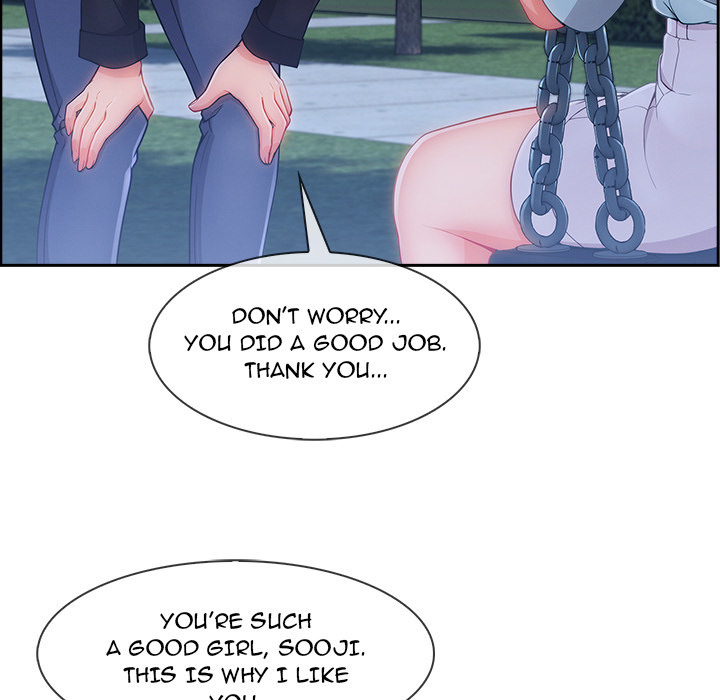 DON'T WORRY...
YOU DID A GOOD JOB.
THANK YOU...
YOU'RE SUCH
A GOOD GIRL, SOOJI.
THIS IS WHY I LIKE